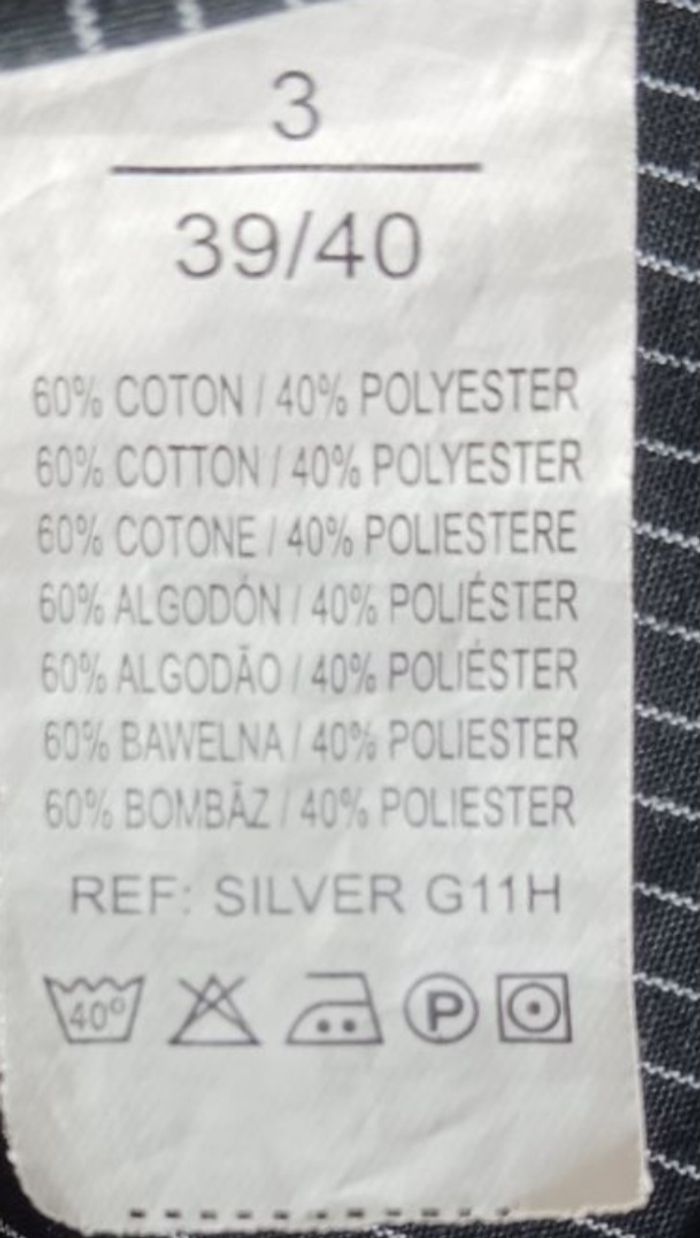 3
39/40
60% COTON / 40% POLYESTER
60% COTTON / 40% POLYESTER
60% COTONE / 40% POLIESTERE
60% ALGODÓN / 40% POLIÉSTER
60% ALGODÃO / 40% POLIÉSTER
60% BAWELNA / 40% POLIESTER
60% BOMBĂZ / 40% POLIESTER
REF: SILVER G11H
40° P